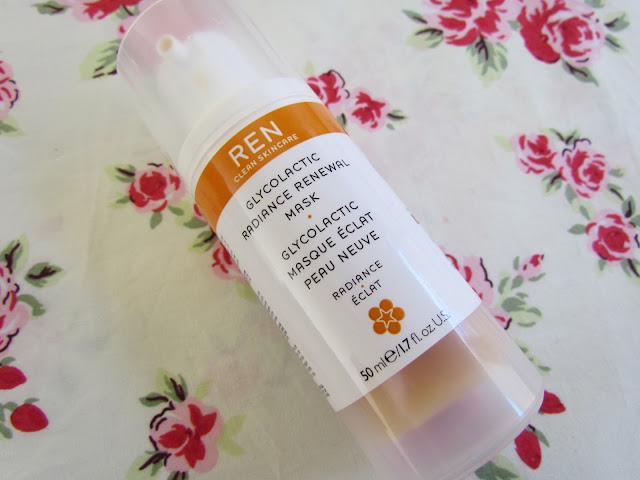 REN
CLEAN SKINCARE
GLYCOLACTIC
RADIANCE RENEWAL
MASK
GLYCOLACTIC
MASQUE ÉCLAT
PEAU NEUVE
RADIANCE
ÉCLAT
50 ml ℮/1.7 fl. oz U.S.